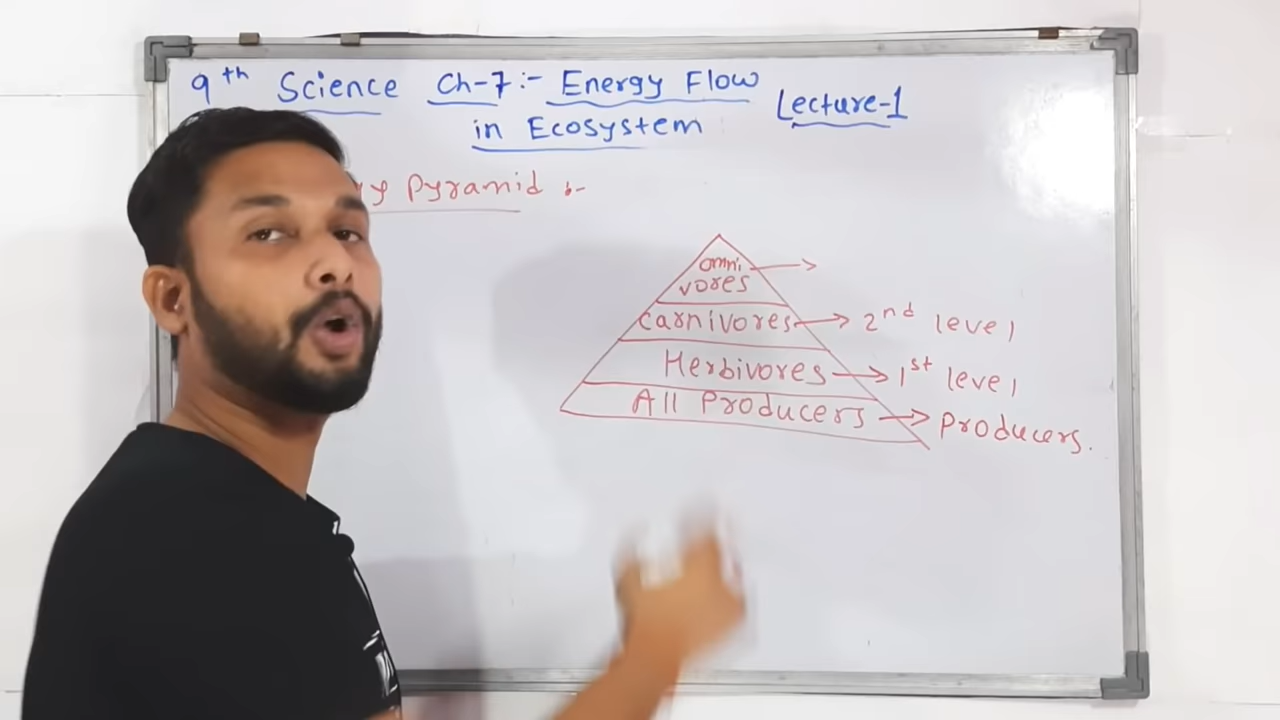 9th Science Ch-7:- Energy Flow
in Ecosystem
Lecture-1
Pyramid :-
omni
vores
carnivores → 2nd level
Herbivores → 1st level
All Producers → Producers.